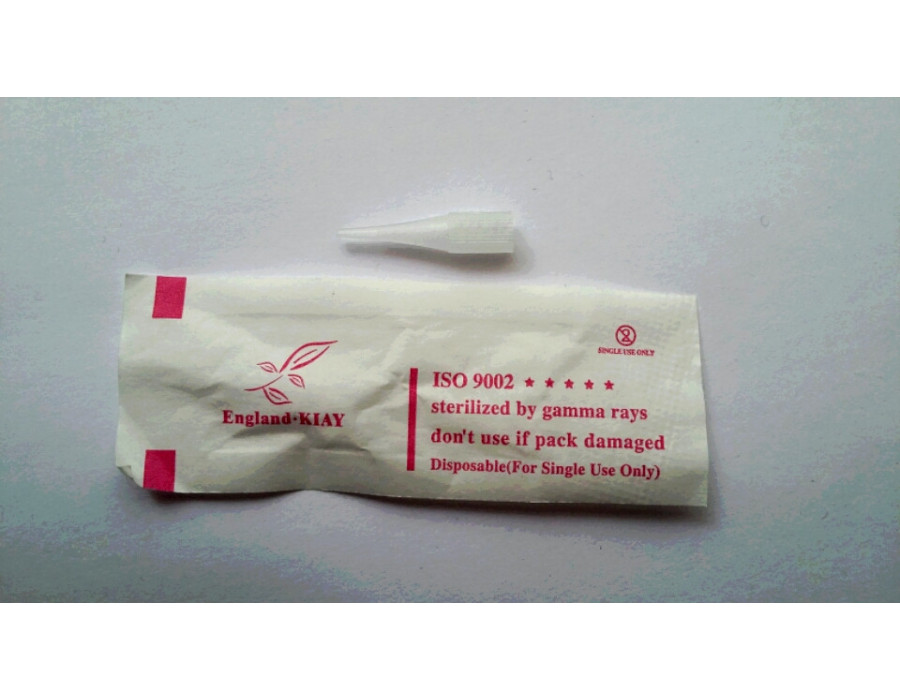 SINGLE USE ONLY
ISO 9002 ★ ★ ★ ★ ★
England·KIAY
sterilized by gamma rays
don't use if pack damaged
Disposable(For Single Use Only)